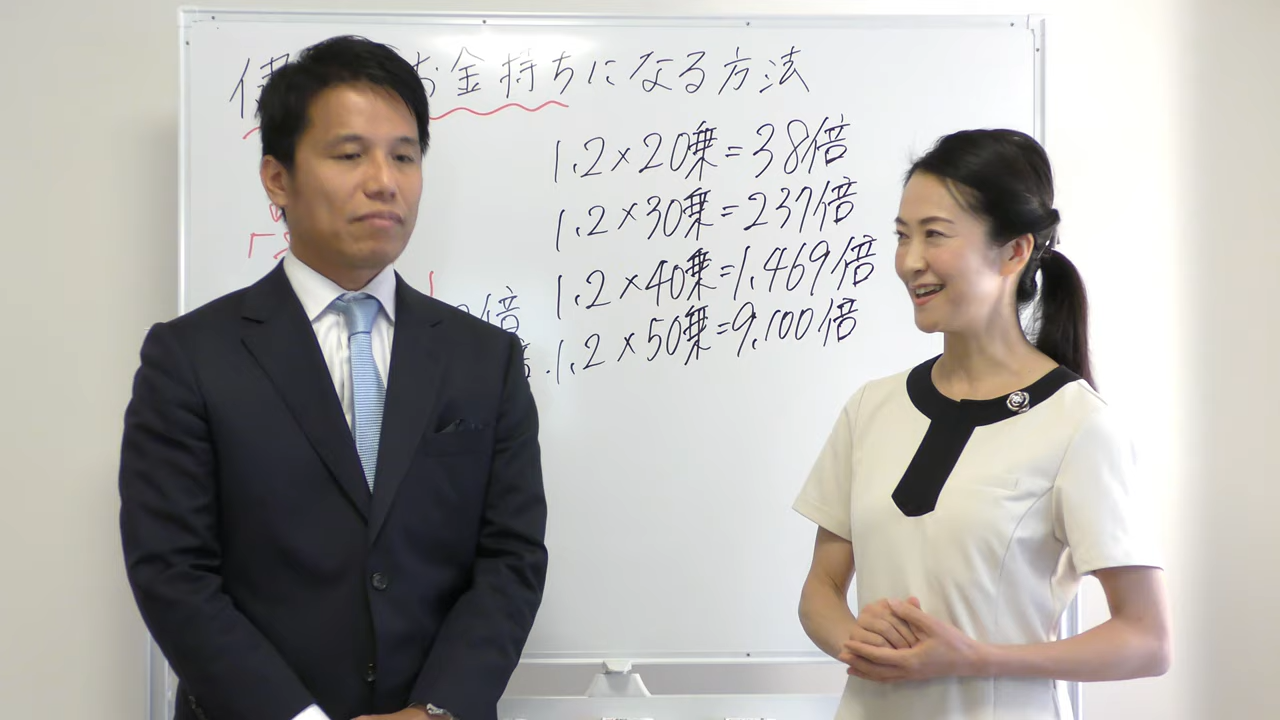 お金持ちになる方法
1.2×20乗=38倍
1.2×30乗=237倍
1.2×40乗=1,469倍
倍
1.2×50乗=9,100倍